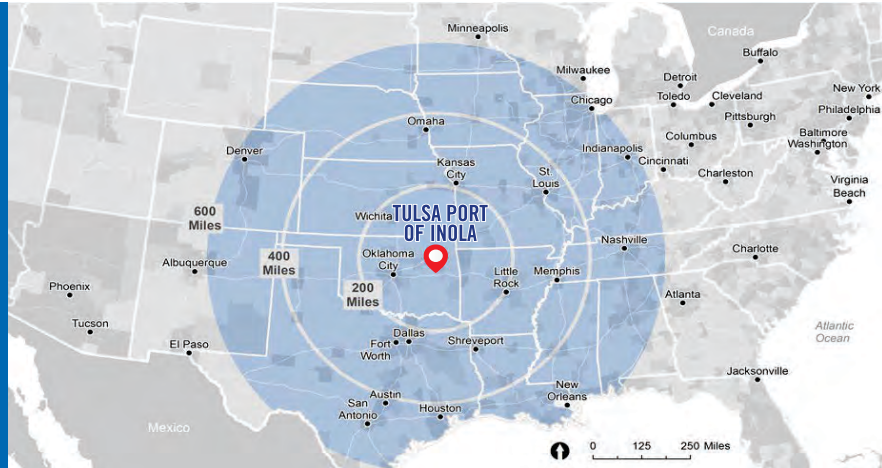 Canada
Minneapolis
Buffalo
Milwaukee
Detroit
Chicago
Toledo
Cleveland
New York
Pittsburgh
Philadelphia
Omaha
Columbus
Baltimore
Washington
Denver
Indianapolis
Cincinnati
Kansas
City
St
Louis
Charleston
Virginia
Beach
600
Miles
Wichita
TULSA PORT
OF INOLA
Nashville
Charlotte
400
Miles
Albuquerque
Oklahoma
City
Little
Rock
Memphis
Phoenix
200
Miles
Atlanta
Tucson
El Paso
Dallas
Fort
Worth
Shreveport
Atlantic
Ocean
Jacksonville
Austin
San
Antonio
Houston
New
Orleans
Mexico
0 125 250 Miles